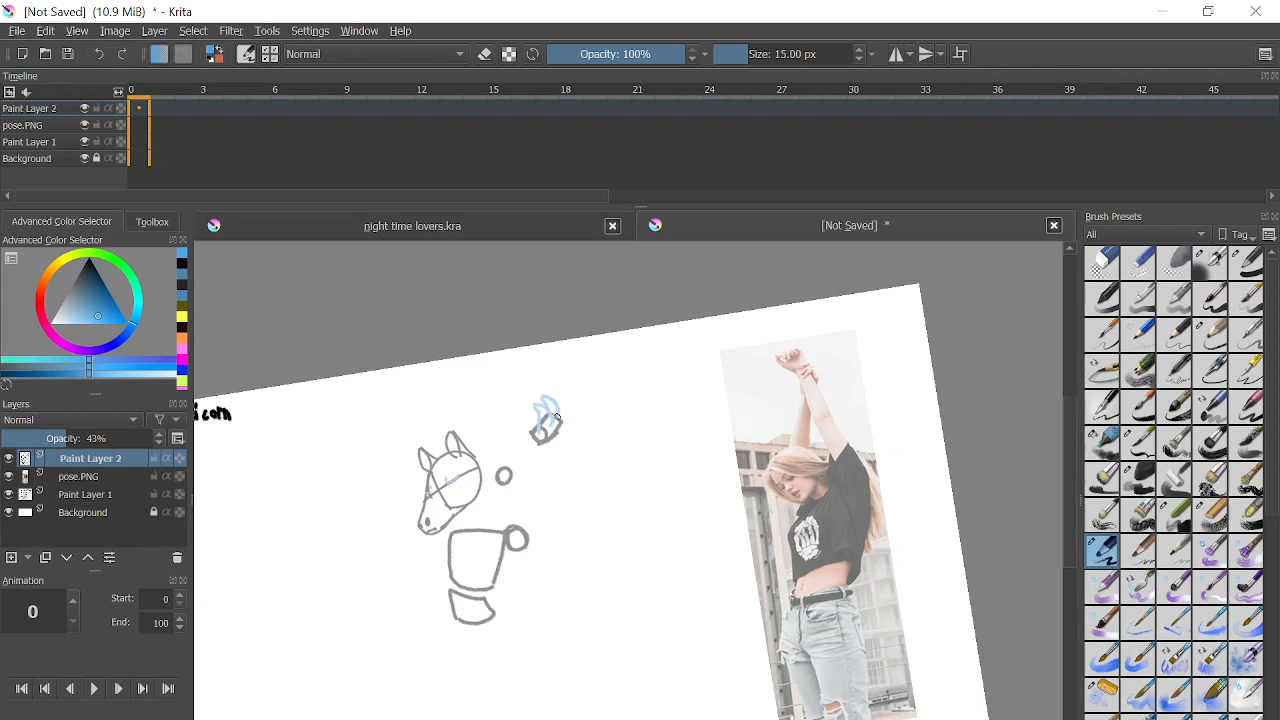 [Not Saved] (10.9 MiB) * - Krita
File Edit View Image Layer Select Filter Tools Settings Window Help
Normal Opacity: 100% Size: 15.00 px
Timeline
0 3 6 9 12 15 18 21 24 27 30 33 36 39 42 45
Paint Layer 2
pose.PNG
Paint Layer 1
Background
Advanced Color Selector Toolbox
night time lovers.kra
[Not Saved] *
Brush Presets
All Tag
Advanced Color Selector
Layers
Normal
Opacity: 43%
Paint Layer 2
pose.PNG
Paint Layer 1
Background
Animation
0
Start: 0
End: 100